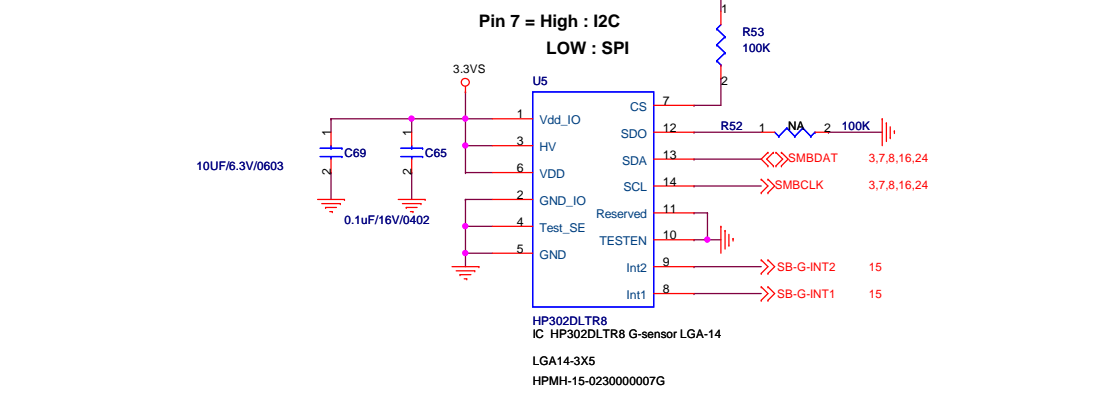 Pin 7 = High : I2C
LOW : SPI
1
R53
100K
2
3.3VS
U5
1 Vdd_IO
3 HV
6 VDD
2 GND_IO
4 Test_SE
5 GND
CS 7
SDO 12
SDA 13
SCL 14
Reserved 11
TESTEN 10
Int2 9
Int1 8
R52 1 NA 2 100K
SMBDAT 3,7,8,16,24
SMBCLK 3,7,8,16,24
SB-G-INT2 15
SB-G-INT1 15
1
C69
2
10UF/6.3V/0603
1
C65
2
0.1uF/16V/0402
HP302DLTR8
IC HP302DLTR8 G-sensor LGA-14
LGA14-3X5
HPMH-15-0230000007G